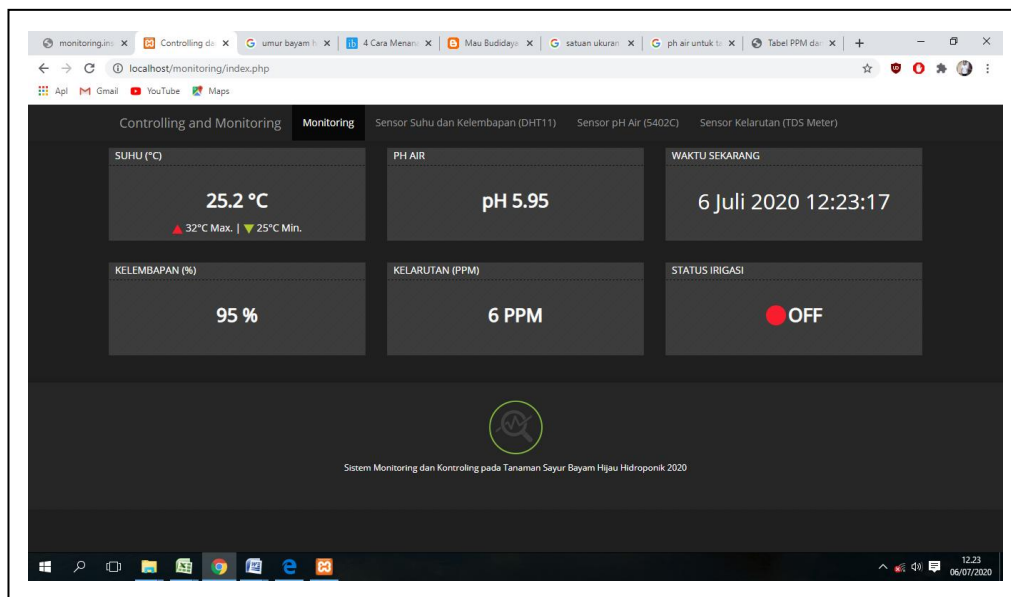 monitoring.in
Controlling da
umur bayam h
4 Cara Menan
Mau Budidaya
satuan ukuran
ph air untuk ta
Tabel PPM dar
localhost/monitoring/index.php
Apl Gmail YouTube Maps
Controlling and Monitoring Monitoring Sensor Suhu dan Kelembapan (DHT11) Sensor pH Air (5402C) Sensor Kelarutan (TDS Meter)
SUHU (°C)
25.2 °C
32°C Max. | 25°C Min.
PH AIR
pH 5.95
WAKTU SEKARANG
6 Juli 2020 12:23:17
KELEMBAPAN (%)
95 %
KELARUTAN (PPM)
6 PPM
STATUS IRIGASI
OFF
Sistem Monitoring dan Kontroling pada Tanaman Sayur Bayam Hijau Hidroponik 2020
12.23
06/07/2020